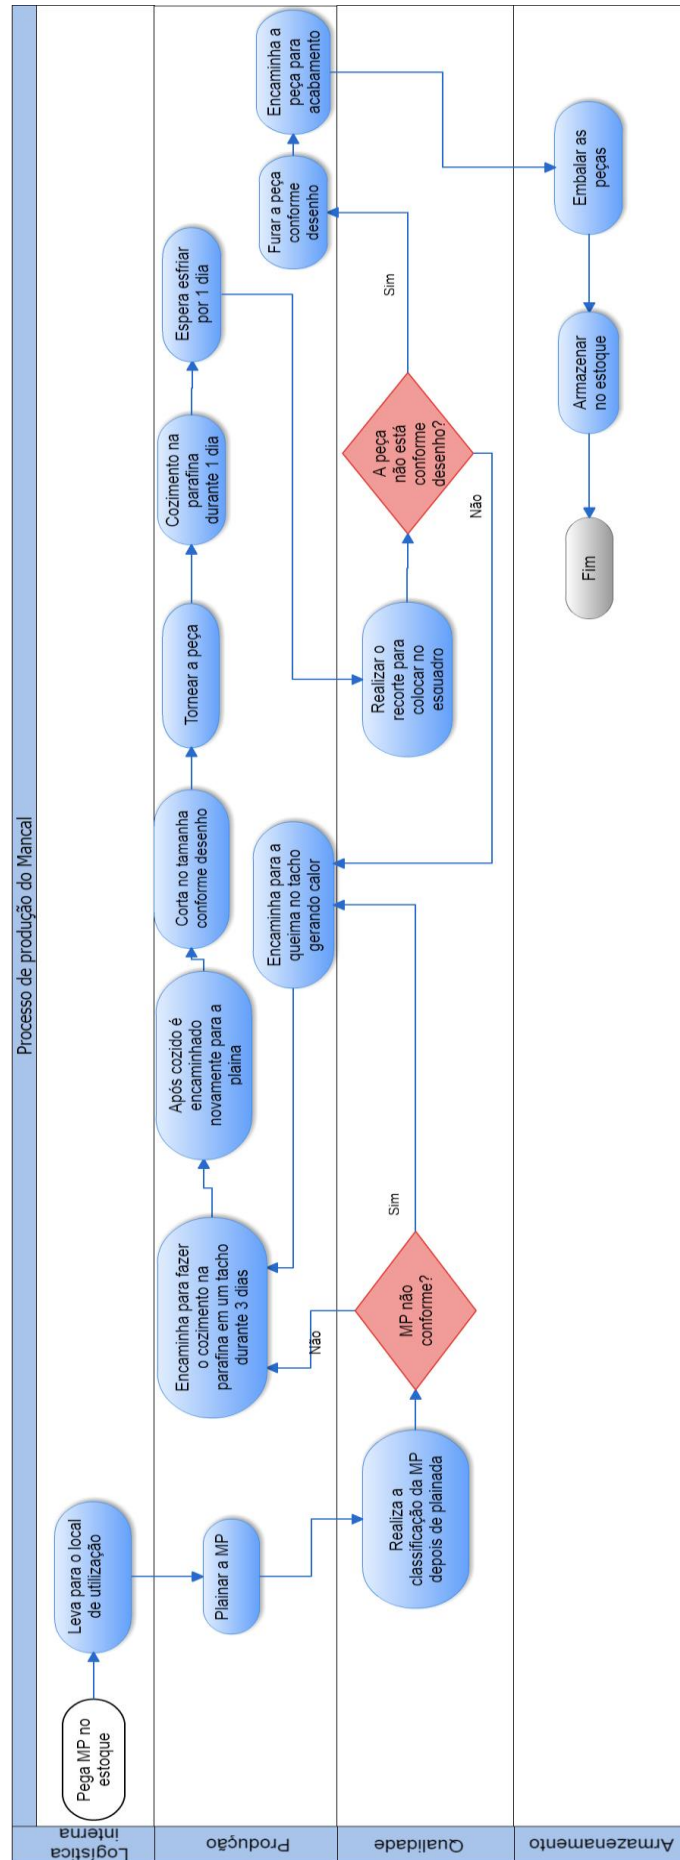 Processo de produção do Mancal
Logística
interna
Pega MP no
estoque
Leva para o local
de utilização
Produção
Plainar a MP
Encaminha para fazer
o cozimento na
parafina em um tacho
durante 3 dias
Após cozido é
encaminhado
novamente para a
plaina
Corta no tamanha
conforme desenho
Tornear a peça
Cozimento na
parafina
durante 1 dia
Espera esfriar
por 1 dia
Encaminha para a
queima no tacho
gerando calor
Furar a peça
conforme
desenho
Encaminha a
peça para
acabamento
Qualidade
Realiza a
classificação da MP
depois de plainada
MP não
conforme?
Não
Sim
Realizar o
recorte para
colocar no
esquadro
A peça
não está
conforme
desenho?
Sim
Não
Armazenamento
Embalar as
peças
Armazenar
no estoque
Fim